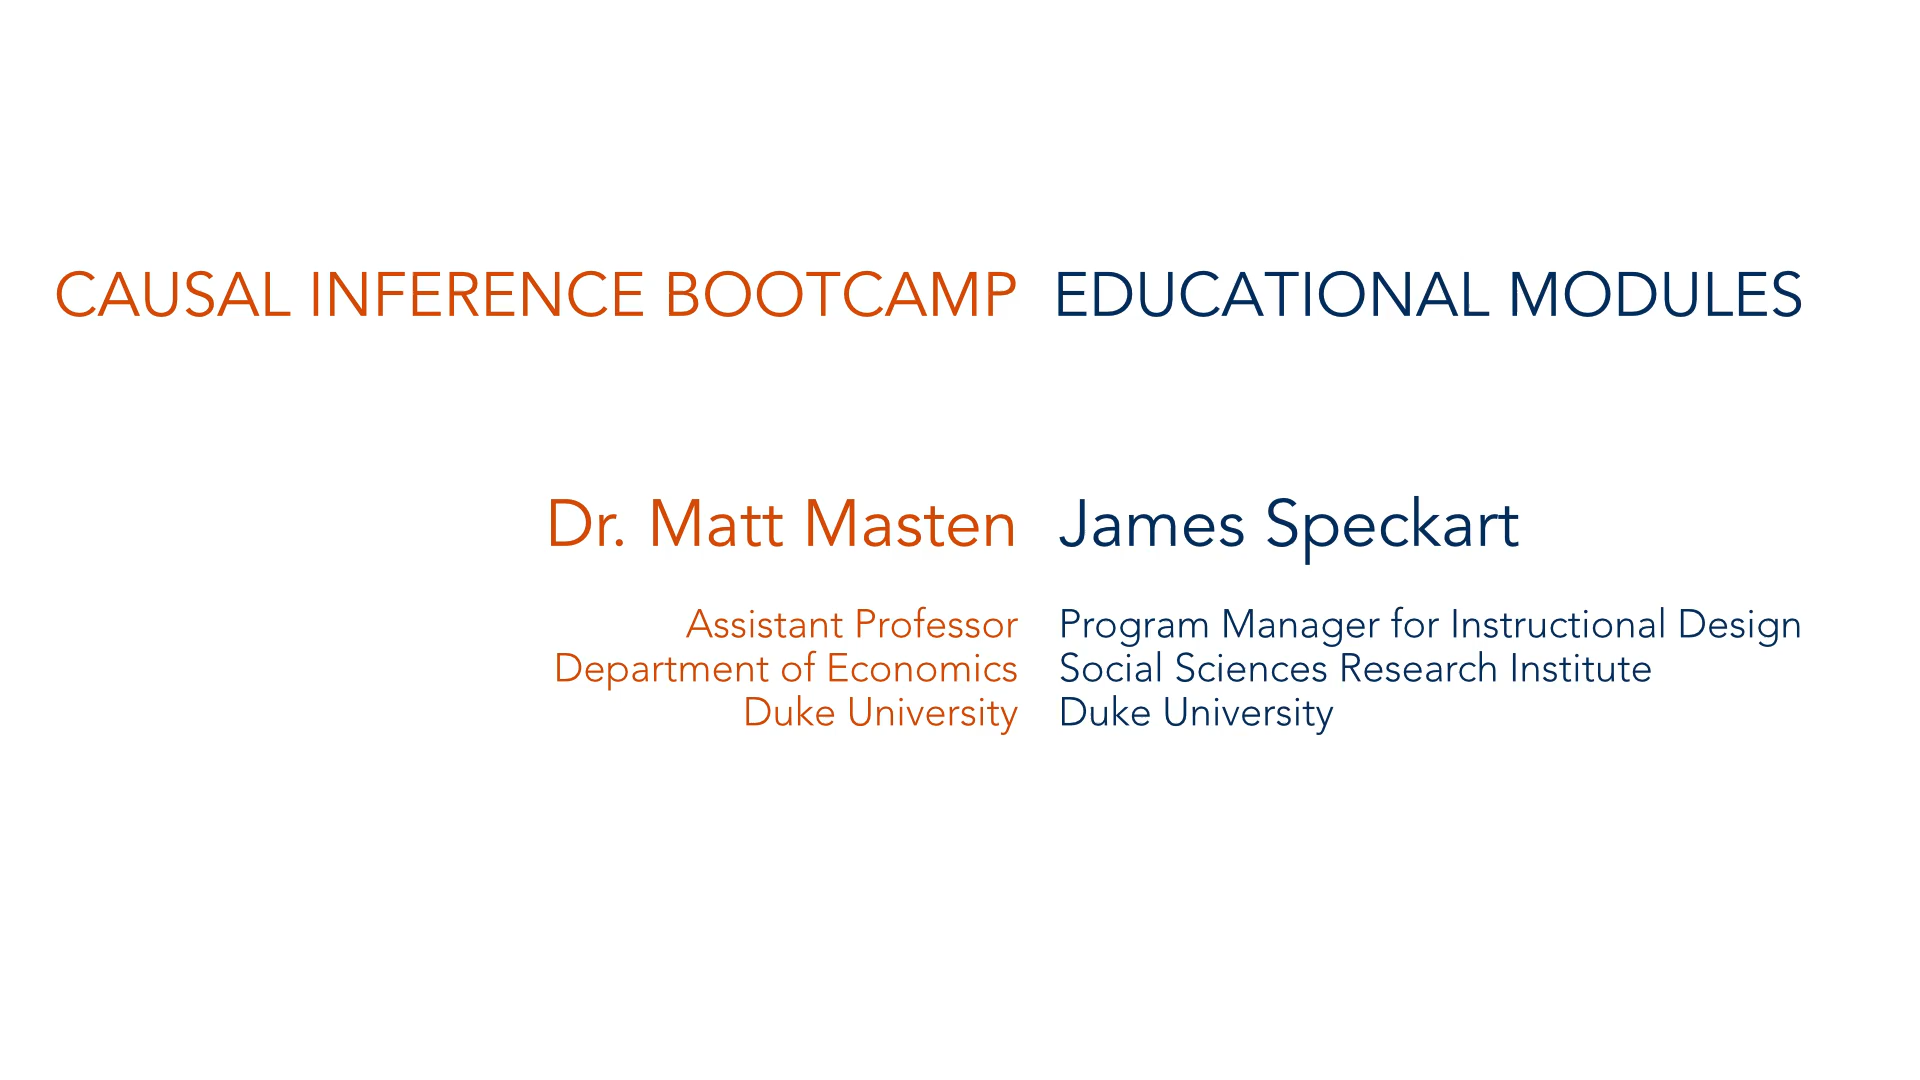 CAUSAL INFERENCE BOOTCAMP EDUCATIONAL MODULES
Dr. Matt Masten
Assistant Professor
Department of Economics
Duke University
James Speckart
Program Manager for Instructional Design
Social Sciences Research Institute
Duke University